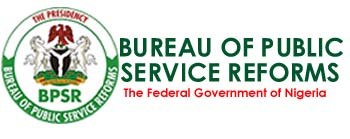 THE PRESIDENCY
BPSR
BUREAU OF PUBLIC SERVICE REFORMS
BUREAU OF PUBLIC
SERVICE REFORMS
The Federal Government of Nigeria